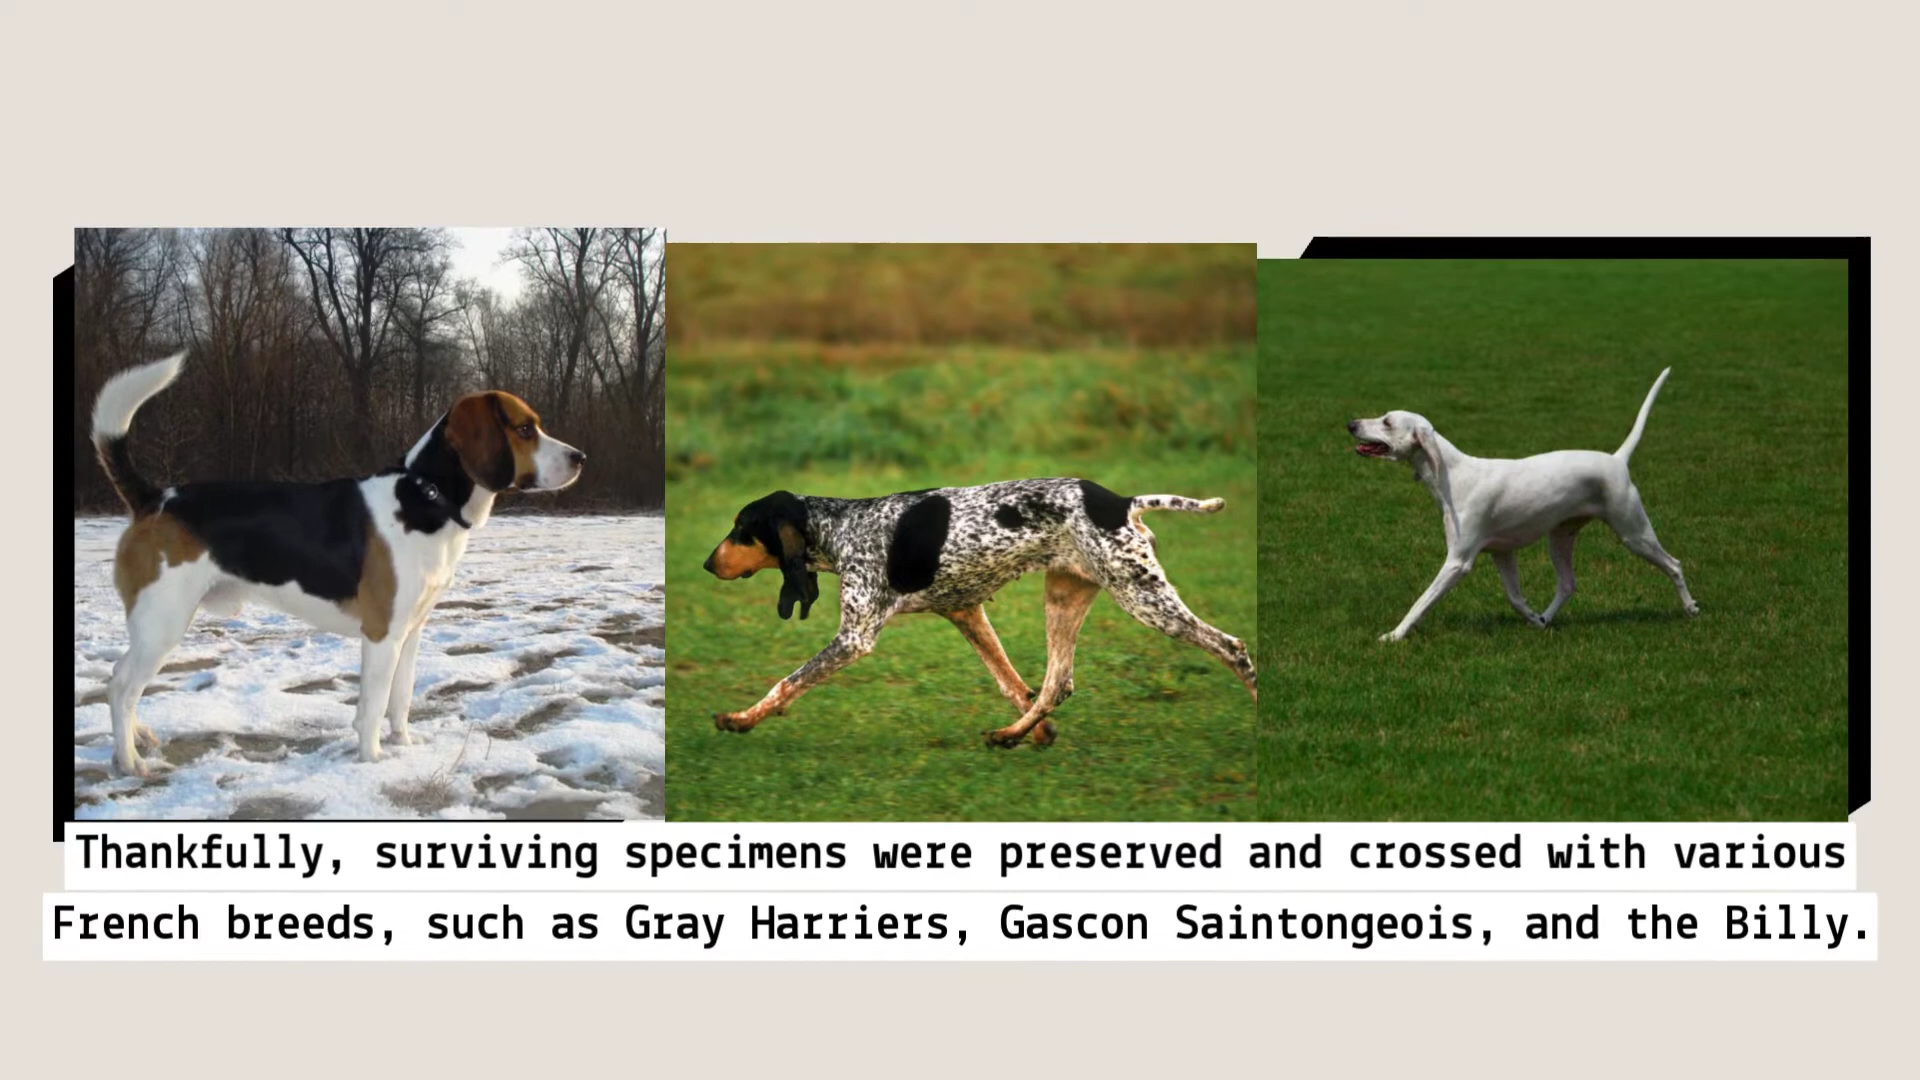 Thankfully, surviving specimens were preserved and crossed with various
French breeds, such as Gray Harriers, Gascon Saintongeois, and the Billy.